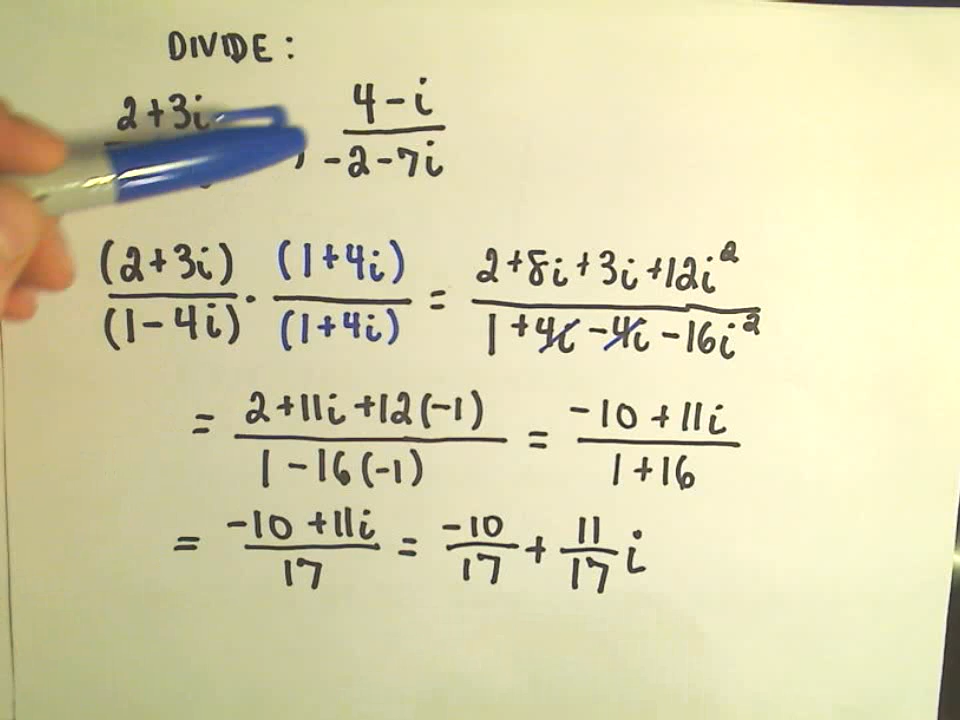 DIVIDE:
2+3i , 4-i
-2-7i
(2+3i)/(1-4i) · (1+4i)/(1+4i) = (2+8i+3i+12i²)/(1+4i-4i-16i²)
= (2+11i+12(-1))/(1-16(-1)) = (-10+11i)/(1+16)
= (-10+11i)/17 = -10/17 + 11/17 i